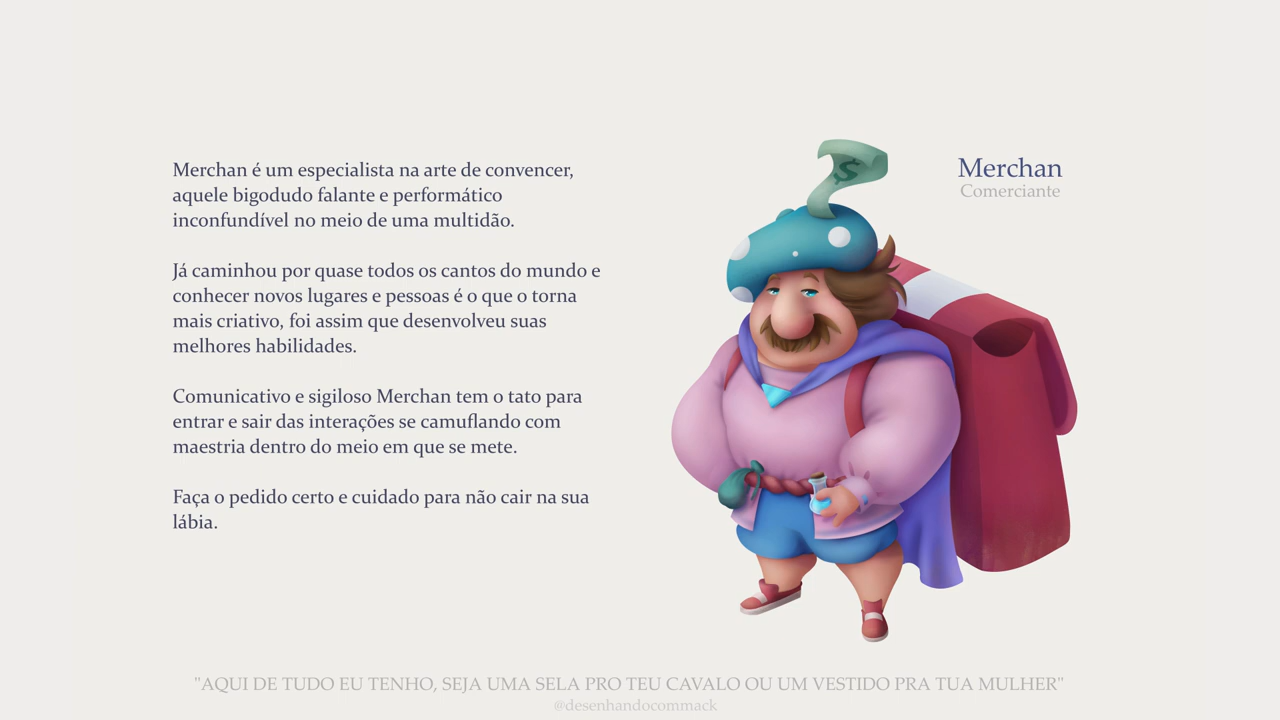 Merchan é um especialista na arte de convencer,
aquele bigodudo falante e performático
inconfundível no meio de uma multidão.
Já caminhou por quase todos os cantos do mundo e
conhecer novos lugares e pessoas é o que o torna
mais criativo, foi assim que desenvolveu suas
melhores habilidades.
Comunicativo e sigiloso Merchan tem o tato para
entrar e sair das interações se camuflando com
maestria dentro do meio em que se mete.
Faça o pedido certo e cuidado para não cair na sua
lábia.
$
Merchan
Comerciante
"AQUI DE TUDO EU TENHO, SEJA UMA SELA PRO TEU CAVALO OU UM VESTIDO PRA TUA MULHER"
@desenhandocommack